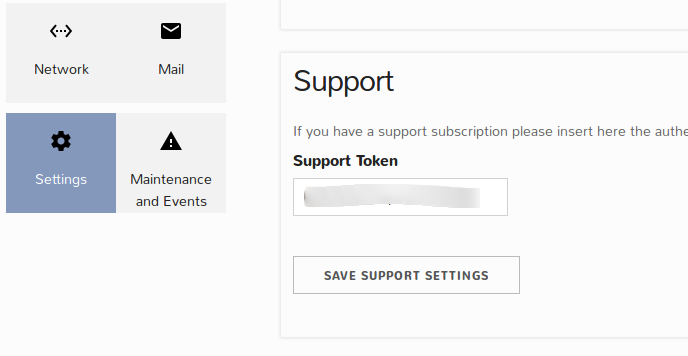 Network
Mail
Settings
Maintenance
and Events
Support
If you have a support subscription please insert here the authe
Support Token
SAVE SUPPORT SETTINGS